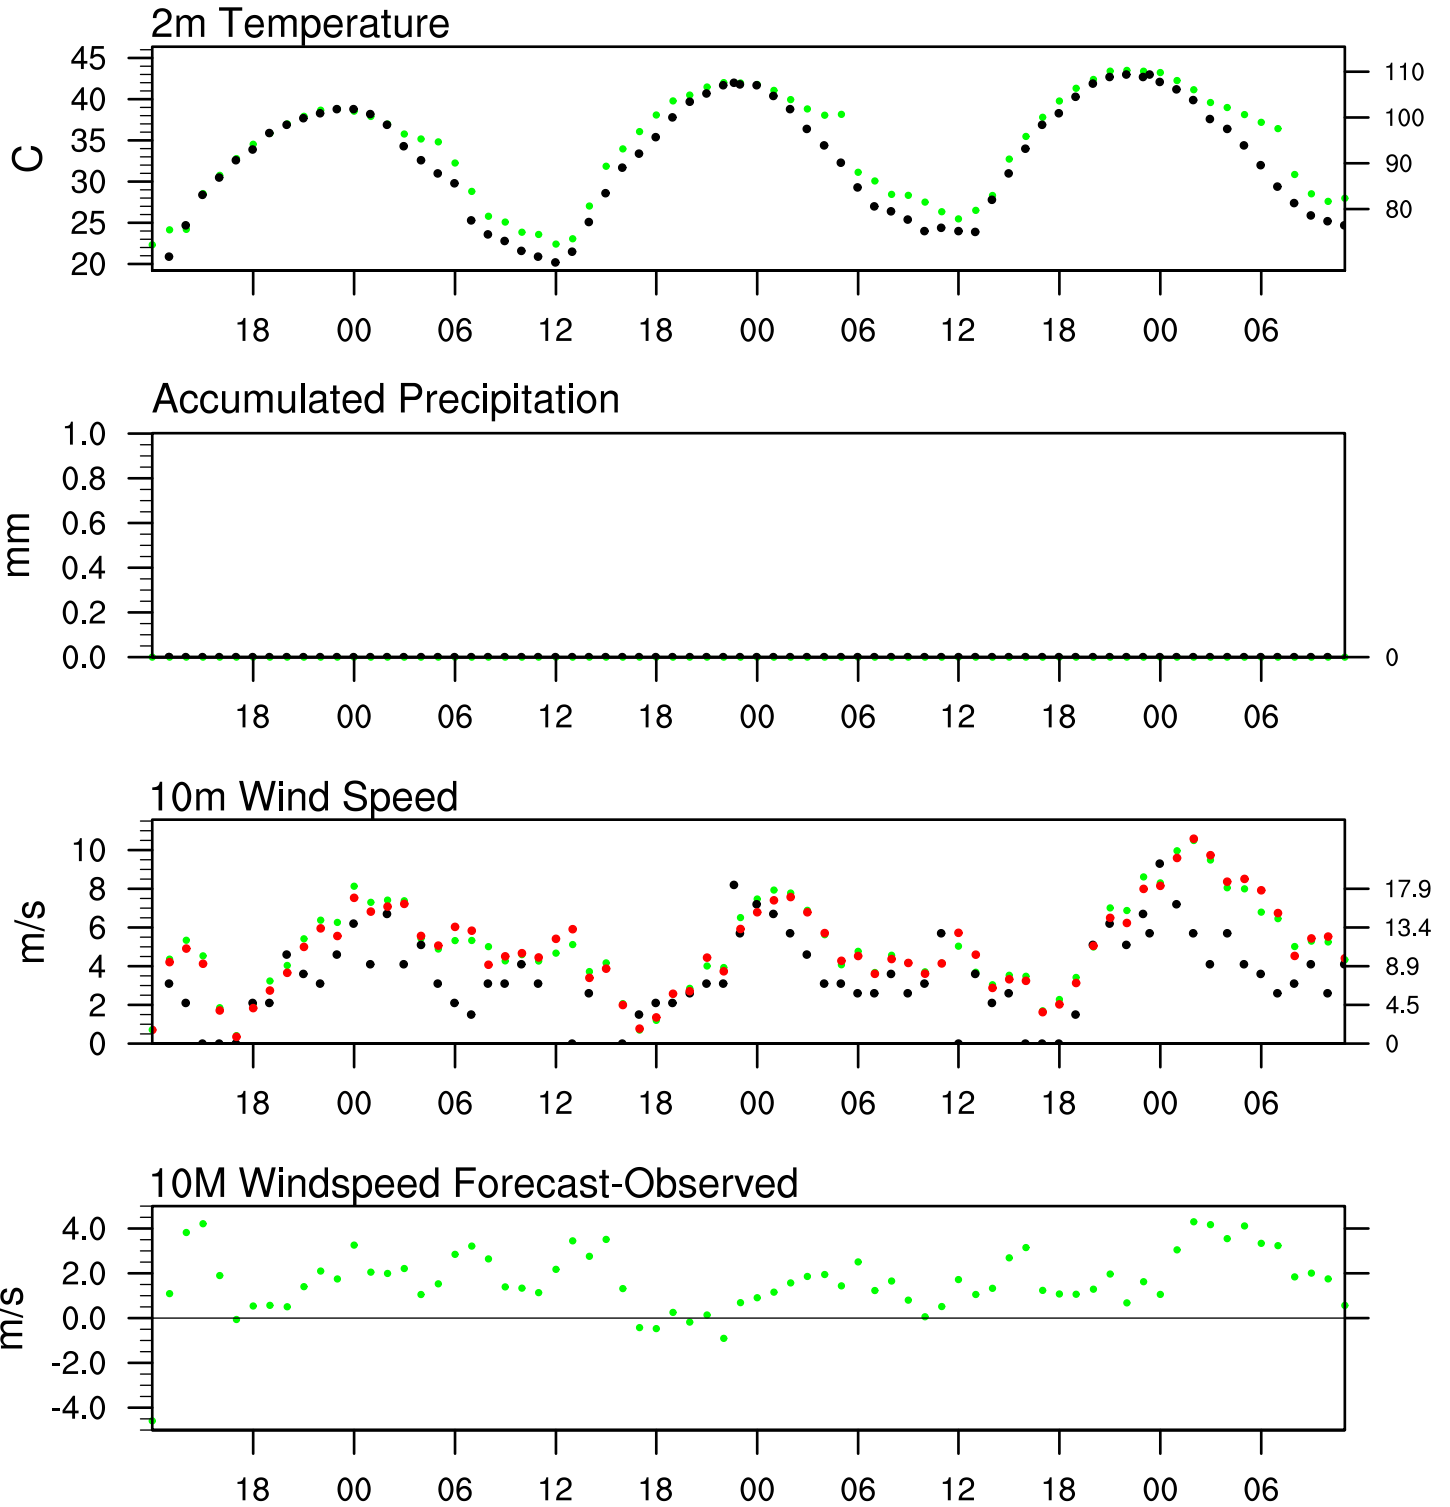 2m Temperature
45
40
35
30
25
20
C
110
100
90
80
18 00 06 12 18 00 06 12 18 00 06
Accumulated Precipitation
1.0
0.8
0.6
0.4
0.2
0.0
mm
0
18 00 06 12 18 00 06 12 18 00 06
10m Wind Speed
10
8
6
4
2
0
m/s
17.9
13.4
8.9
4.5
0
18 00 06 12 18 00 06 12 18 00 06
10M Windspeed Forecast-Observed
4.0
2.0
0.0
-2.0
-4.0
m/s
18 00 06 12 18 00 06 12 18 00 06